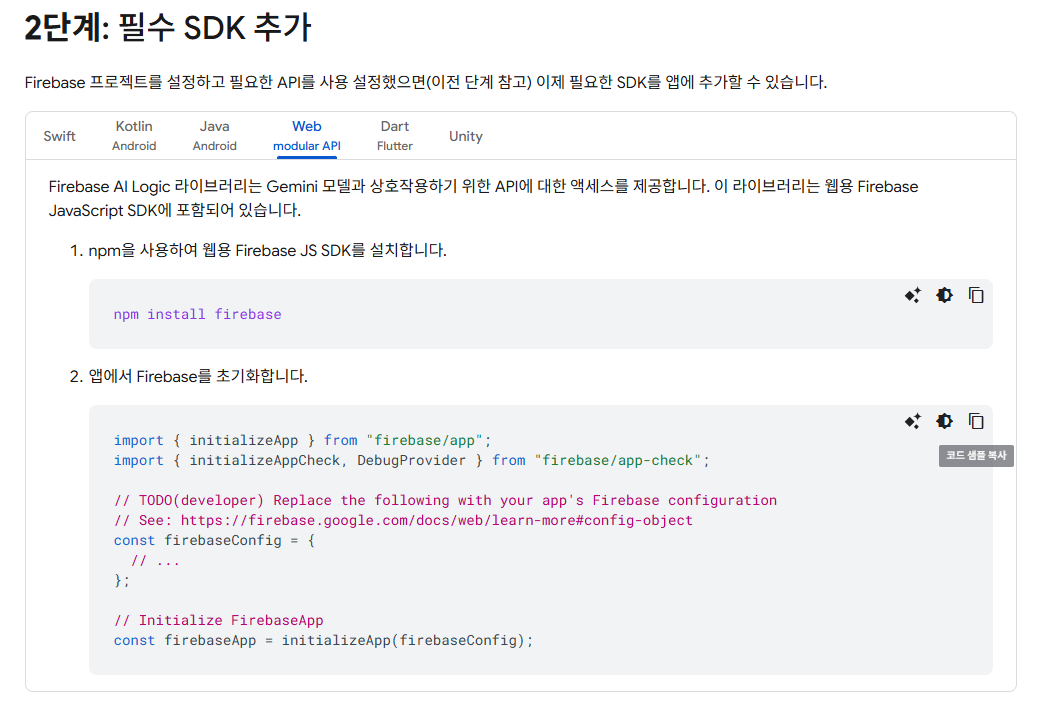 2단계: 필수 SDK 추가
Firebase 프로젝트를 설정하고 필요한 API를 사용 설정했으면(이전 단계 참고) 이제 필요한 SDK를 앱에 추가할 수 있습니다.
Swift
Kotlin
Android
Java
Android
Web
modular API
Dart
Flutter
Unity
Firebase AI Logic 라이브러리는 Gemini 모델과 상호작용하기 위한 API에 대한 액세스를 제공합니다. 이 라이브러리는 웹용 Firebase
JavaScript SDK에 포함되어 있습니다.
1. npm을 사용하여 웹용 Firebase JS SDK를 설치합니다.
npm install firebase
2. 앱에서 Firebase를 초기화합니다.
import { initializeApp } from "firebase/app";
import { initializeAppCheck, DebugProvider } from "firebase/app-check";
코드 샘플 복사
// TODO(developer) Replace the following with your app's Firebase configuration
// See: https://firebase.google.com/docs/web/learn-more#config-object
const firebaseConfig = {
  // ...
};
// Initialize FirebaseApp
const firebaseApp = initializeApp(firebaseConfig);